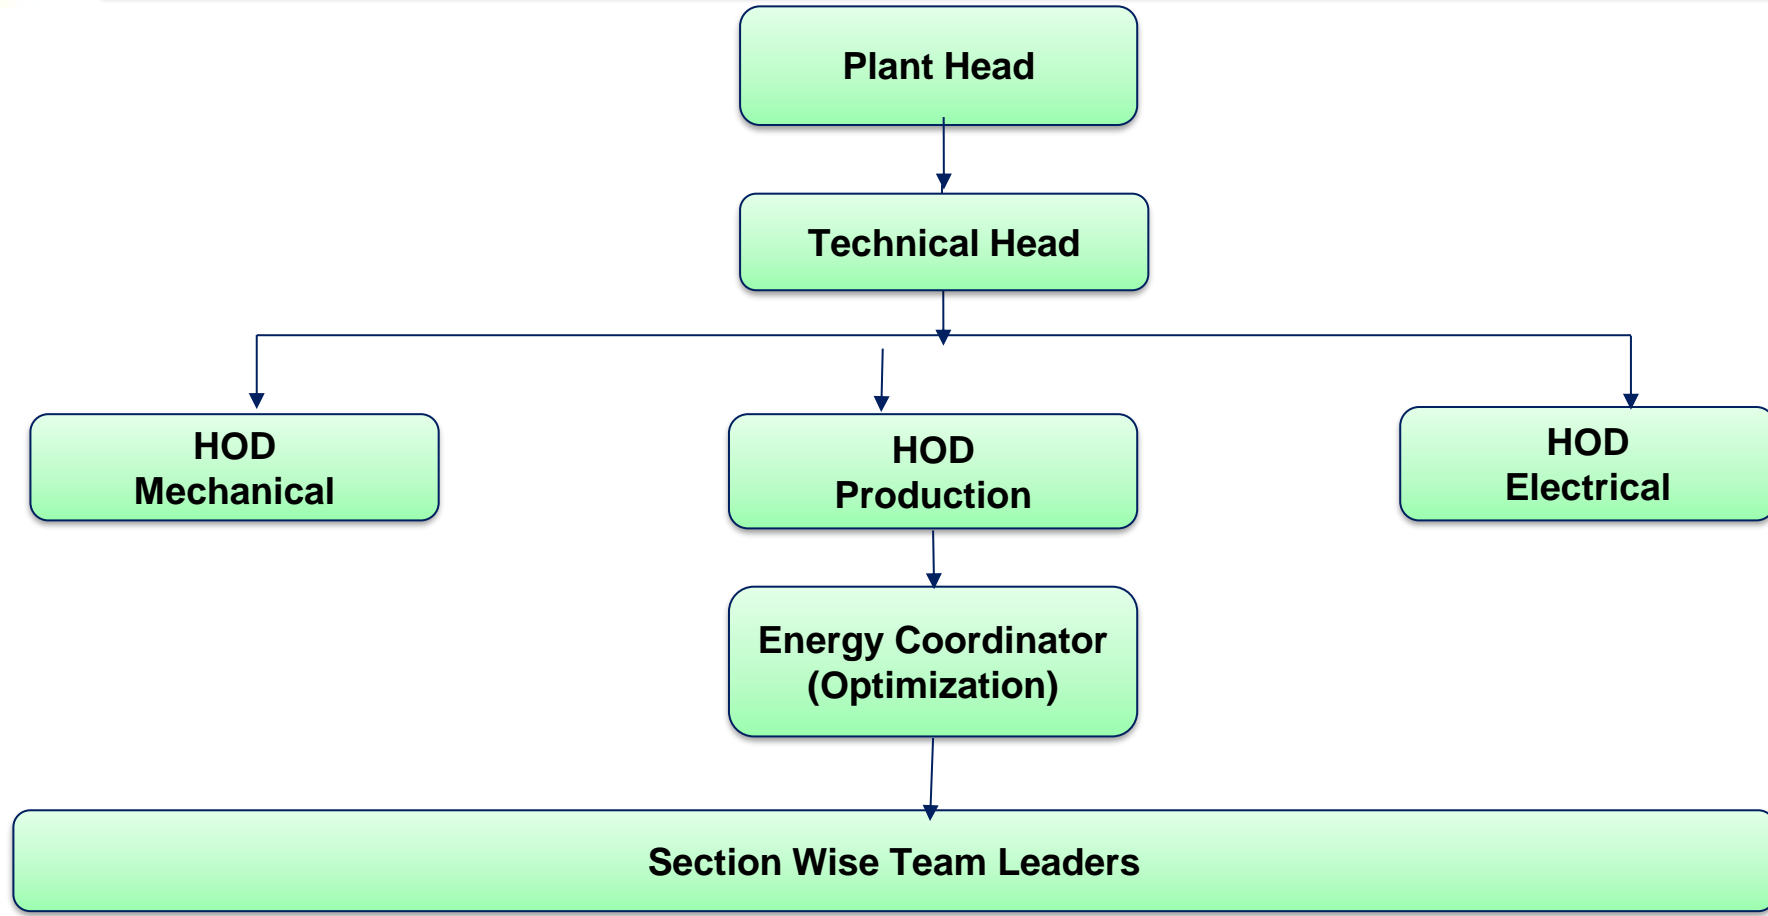 Plant Head
Technical Head
HOD
Mechanical
HOD
Production
HOD
Electrical
Energy Coordinator
(Optimization)
Section Wise Team Leaders